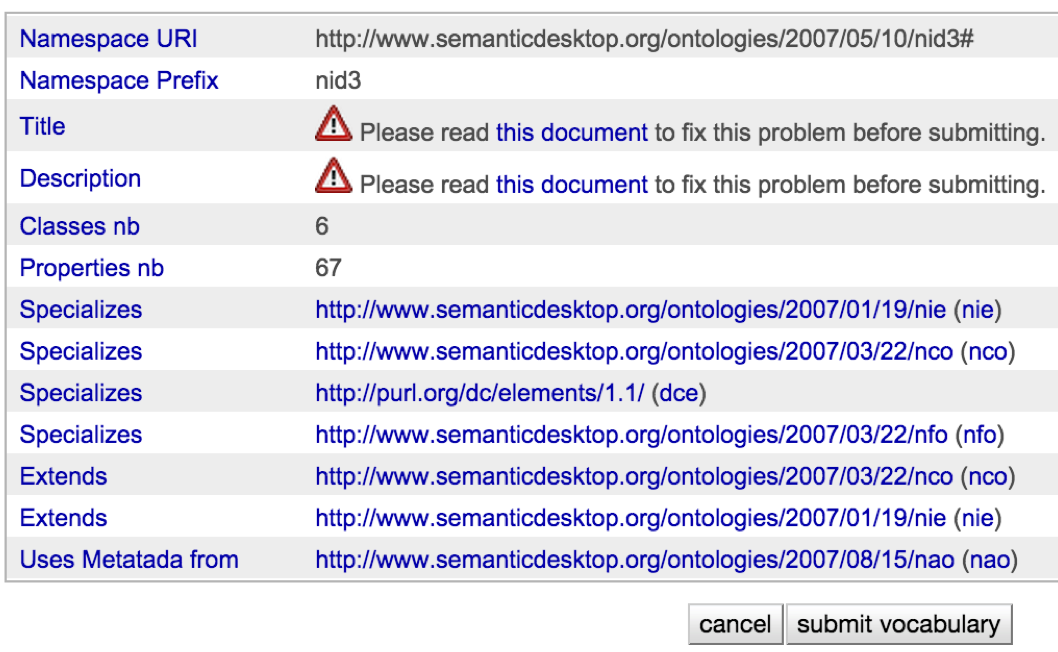 Namespace URI http://www.semanticdesktop.org/ontologies/2007/05/10/nid3#
Namespace Prefix nid3
Title Please read this document to fix this problem before submitting.
Description Please read this document to fix this problem before submitting.
Classes nb 6
Properties nb 67
Specializes http://www.semanticdesktop.org/ontologies/2007/01/19/nie (nie)
Specializes http://www.semanticdesktop.org/ontologies/2007/03/22/nco (nco)
Specializes http://purl.org/dc/elements/1.1/ (dce)
Specializes http://www.semanticdesktop.org/ontologies/2007/03/22/nfo (nfo)
Extends http://www.semanticdesktop.org/ontologies/2007/03/22/nco (nco)
Extends http://www.semanticdesktop.org/ontologies/2007/01/19/nie (nie)
Uses Metatada from http://www.semanticdesktop.org/ontologies/2007/08/15/nao (nao)
cancel submit vocabulary